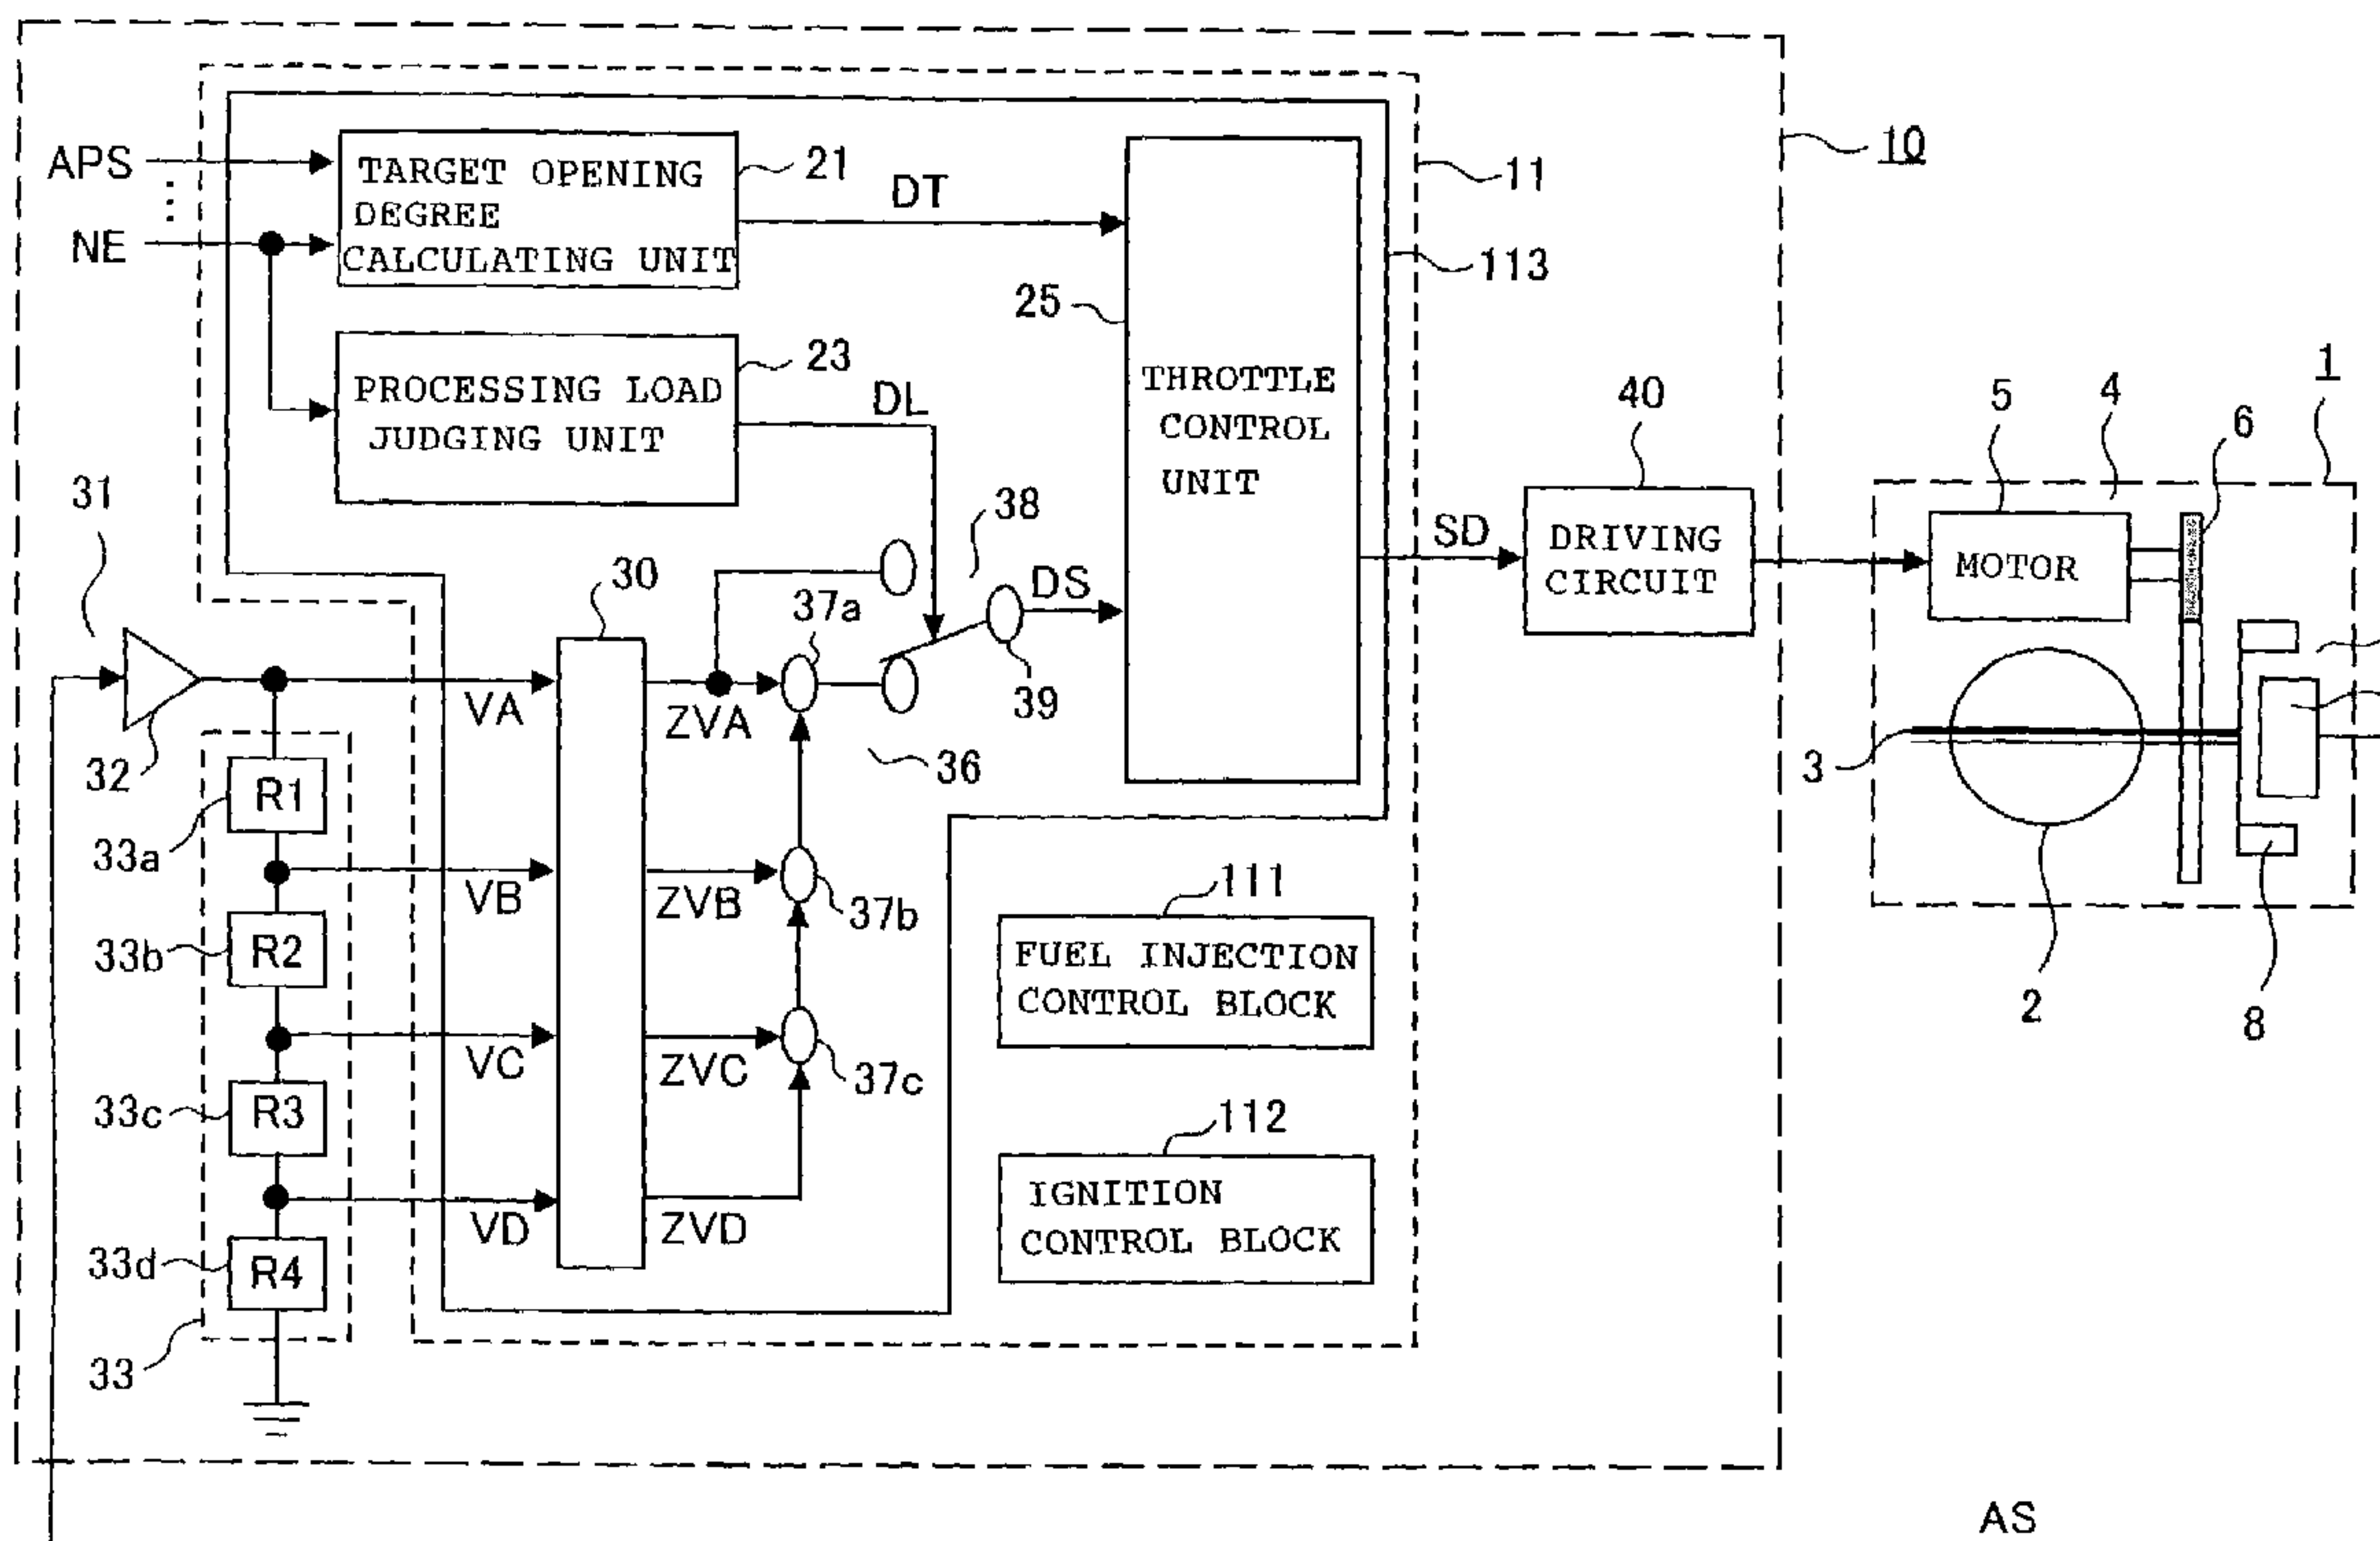 10
11
113
APS
NE
TARGET OPENING
DEGREE
CALCULATING UNIT
21
DT
25
THROTTLE
CONTROL
UNIT
PROCESSING LOAD
JUDGING UNIT
23
DL
38
DS
39
36
31
32
30
37a
37b
37c
VA
VB
VC
VD
ZVA
ZVB
ZVC
ZVD
R1
33a
R2
33b
R3
33c
R4
33d
33
111
FUEL INJECTION
CONTROL BLOCK
112
IGNITION
CONTROL BLOCK
SD
40
DRIVING
CIRCUIT
5
4
1
6
MOTOR
3
2
8
AS